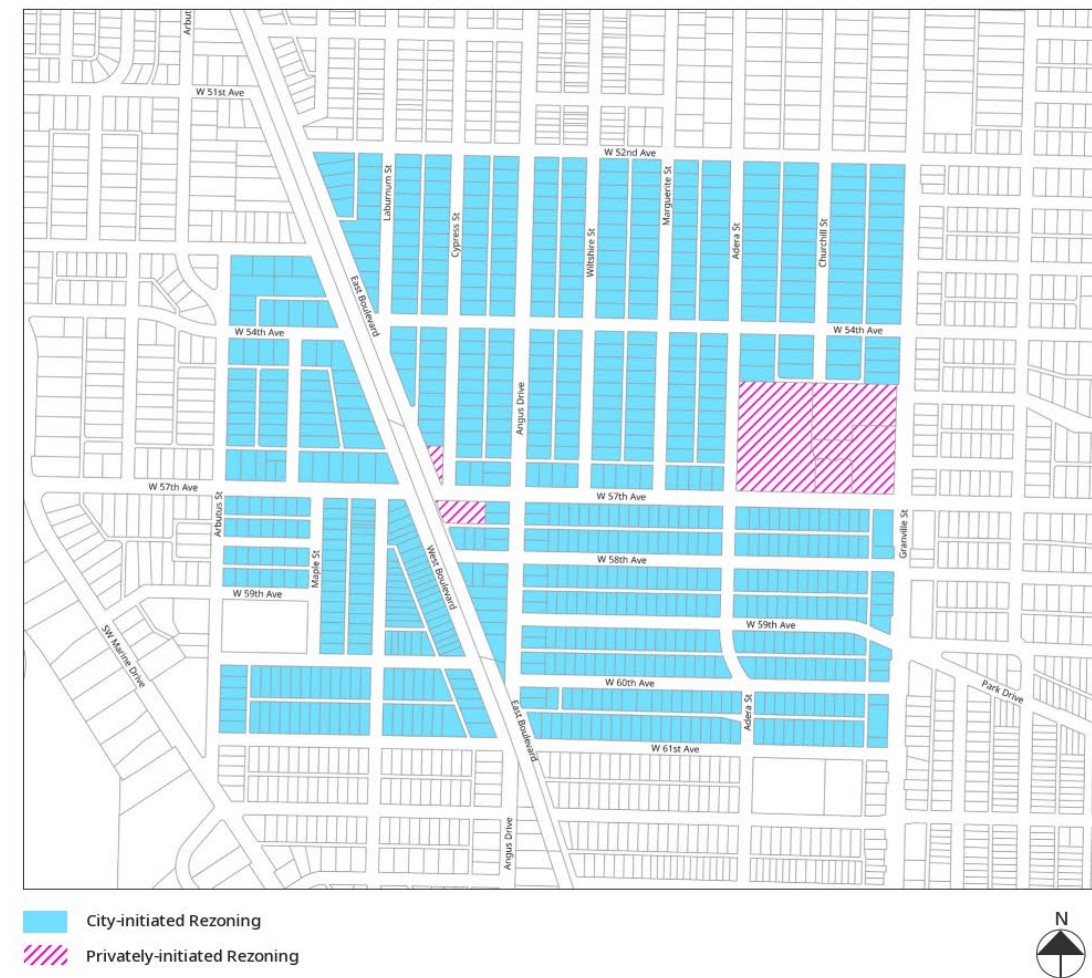 Arbut
W 51st Ave
W 52nd Ave
Laburnum St
Cypress St
Wiltshire St
Marguerite St
Adera St
Churchill St
East Boulevard
W 54th Ave
W 54th Ave
Angus Drive
W 57th Ave
W 57th Ave
Arbutus St
Maple St
West Boulevard
W 58th Ave
Granville St
W 59th Ave
W 59th Ave
SW Marine Drive
W 60th Ave
Park Drive
Adera St
East Boulevard
W 61st Ave
Angus Drive
City-initiated Rezoning
Privately-initiated Rezoning
N